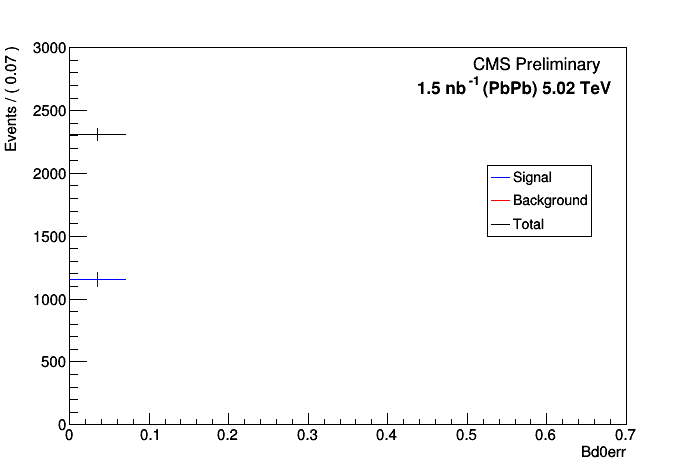 CMS Preliminary
1.5 nb-1 (PbPb) 5.02 TeV
Events / ( 0.07 )
3000
2500
2000
1500
1000
500
0
Signal
Background
Total
0 0.1 0.2 0.3 0.4 0.5 0.6 0.7
Bd0err